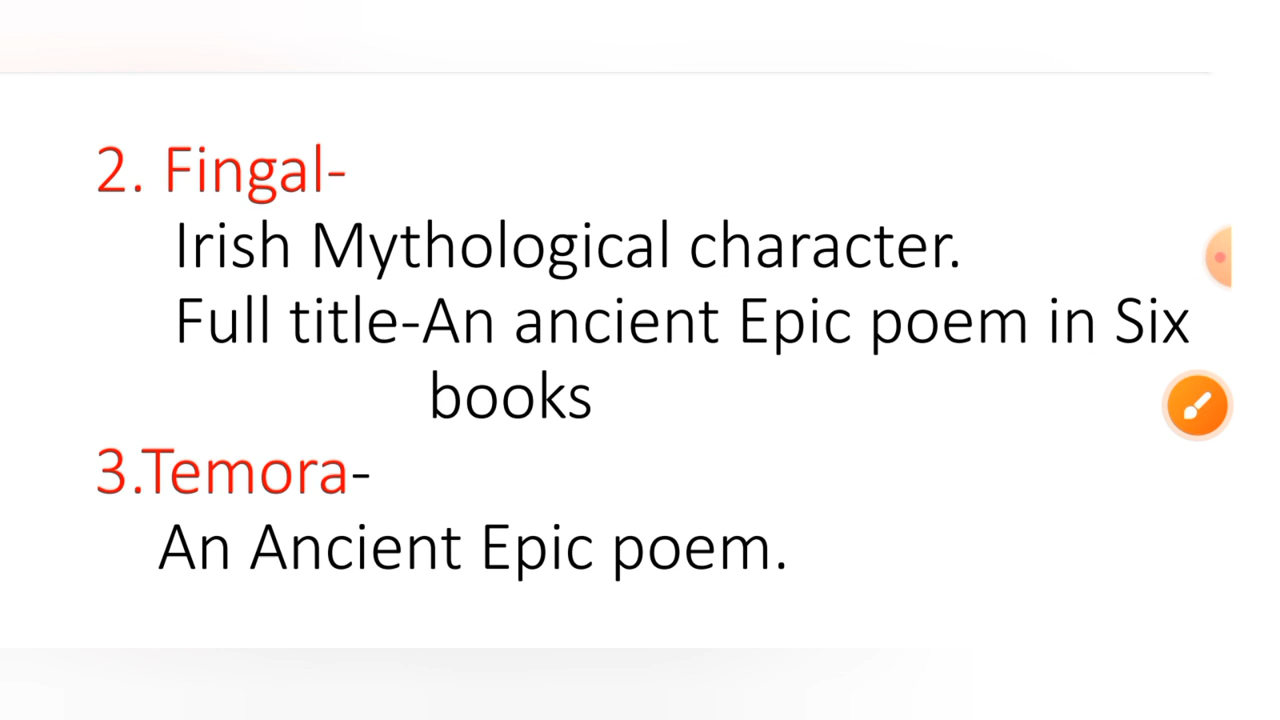 2. Fingal-
Irish Mythological character.
Full title-An ancient Epic poem in Six
books
3.Temora-
An Ancient Epic poem.